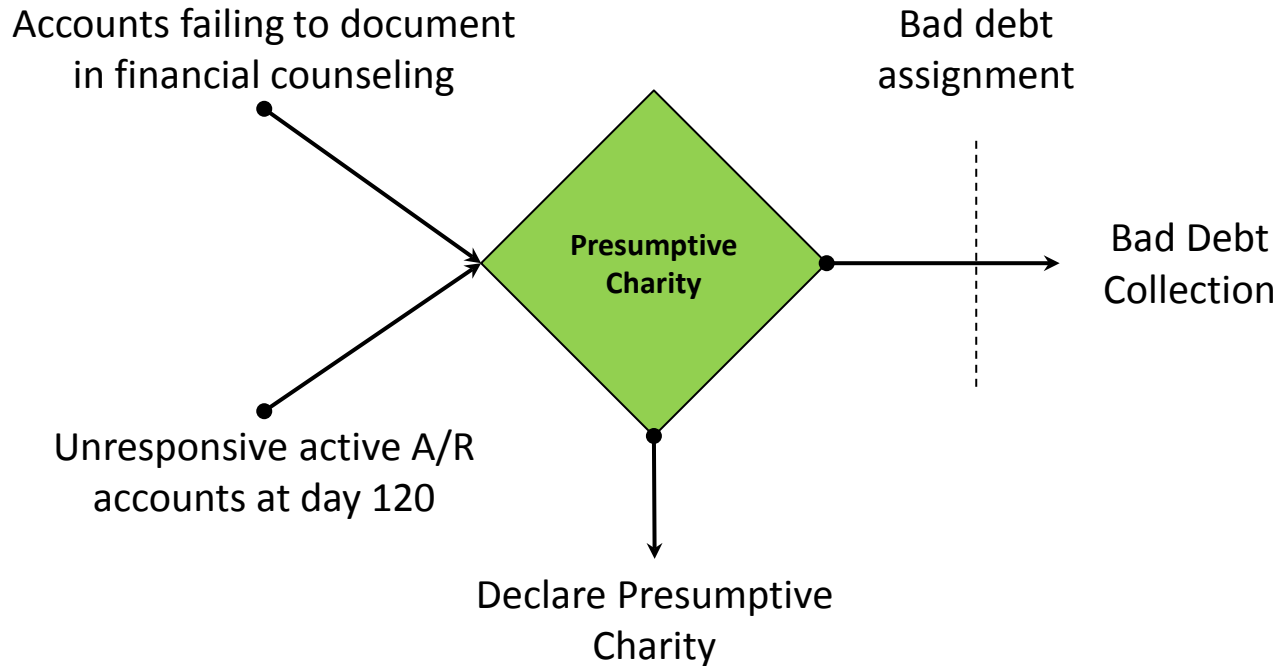 Accounts failing to document
in financial counseling
Bad debt
assignment
Presumptive
Charity
Bad Debt
Collection
Unresponsive active A/R
accounts at day 120
Declare Presumptive
Charity